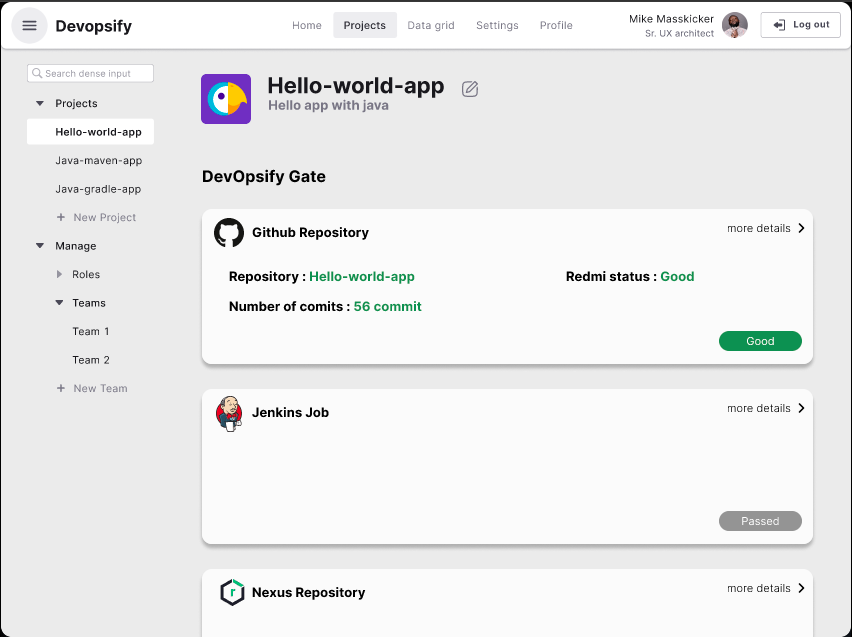 Devopsify
Home Projects Data grid Settings Profile
Mike Masskicker
Sr. UX architect
Log out
Search dense input
Projects
Hello-world-app
Java-maven-app
Java-gradle-app
+ New Project
Manage
Roles
Teams
Team 1
Team 2
+ New Team
Hello-world-app
Hello app with java
DevOpsify Gate
Github Repository
more details
Repository : Hello-world-app
Redmi status : Good
Number of comits : 56 commit
Good
Jenkins Job
more details
Passed
r
Nexus Repository
more details